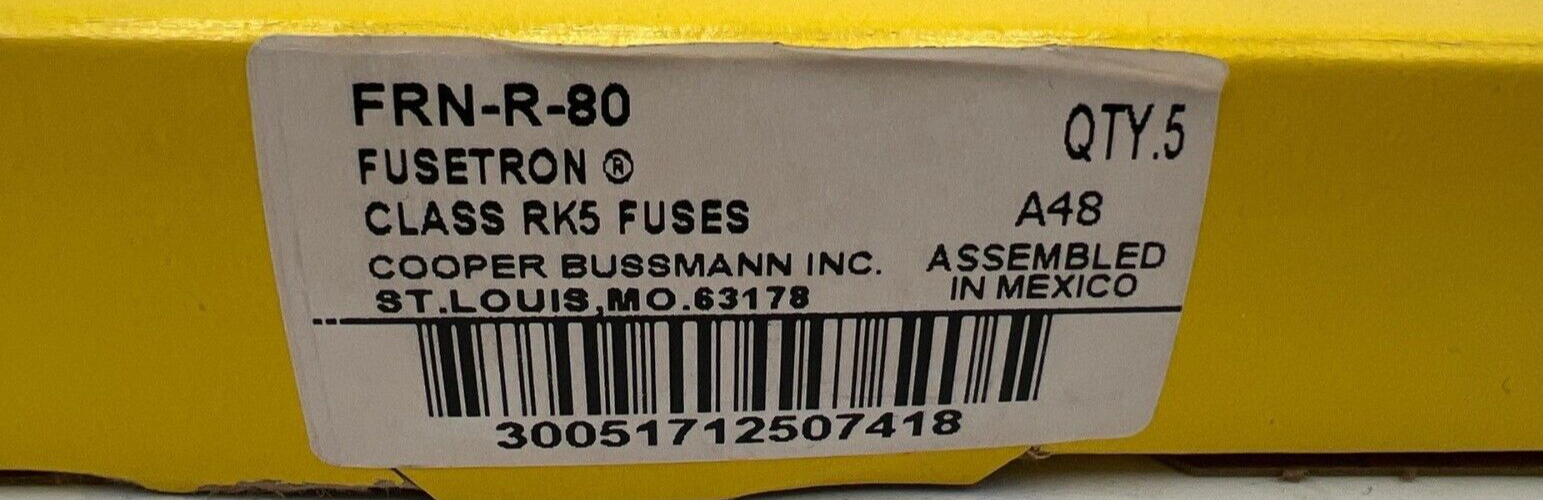 FRN-R-80
QTY.5
FUSETRON ®
CLASS RK5 FUSES
A48
COOPER BUSSMANN INC.
ASSEMBLED
ST.LOUIS,MO.63178
IN MEXICO
30051712507418